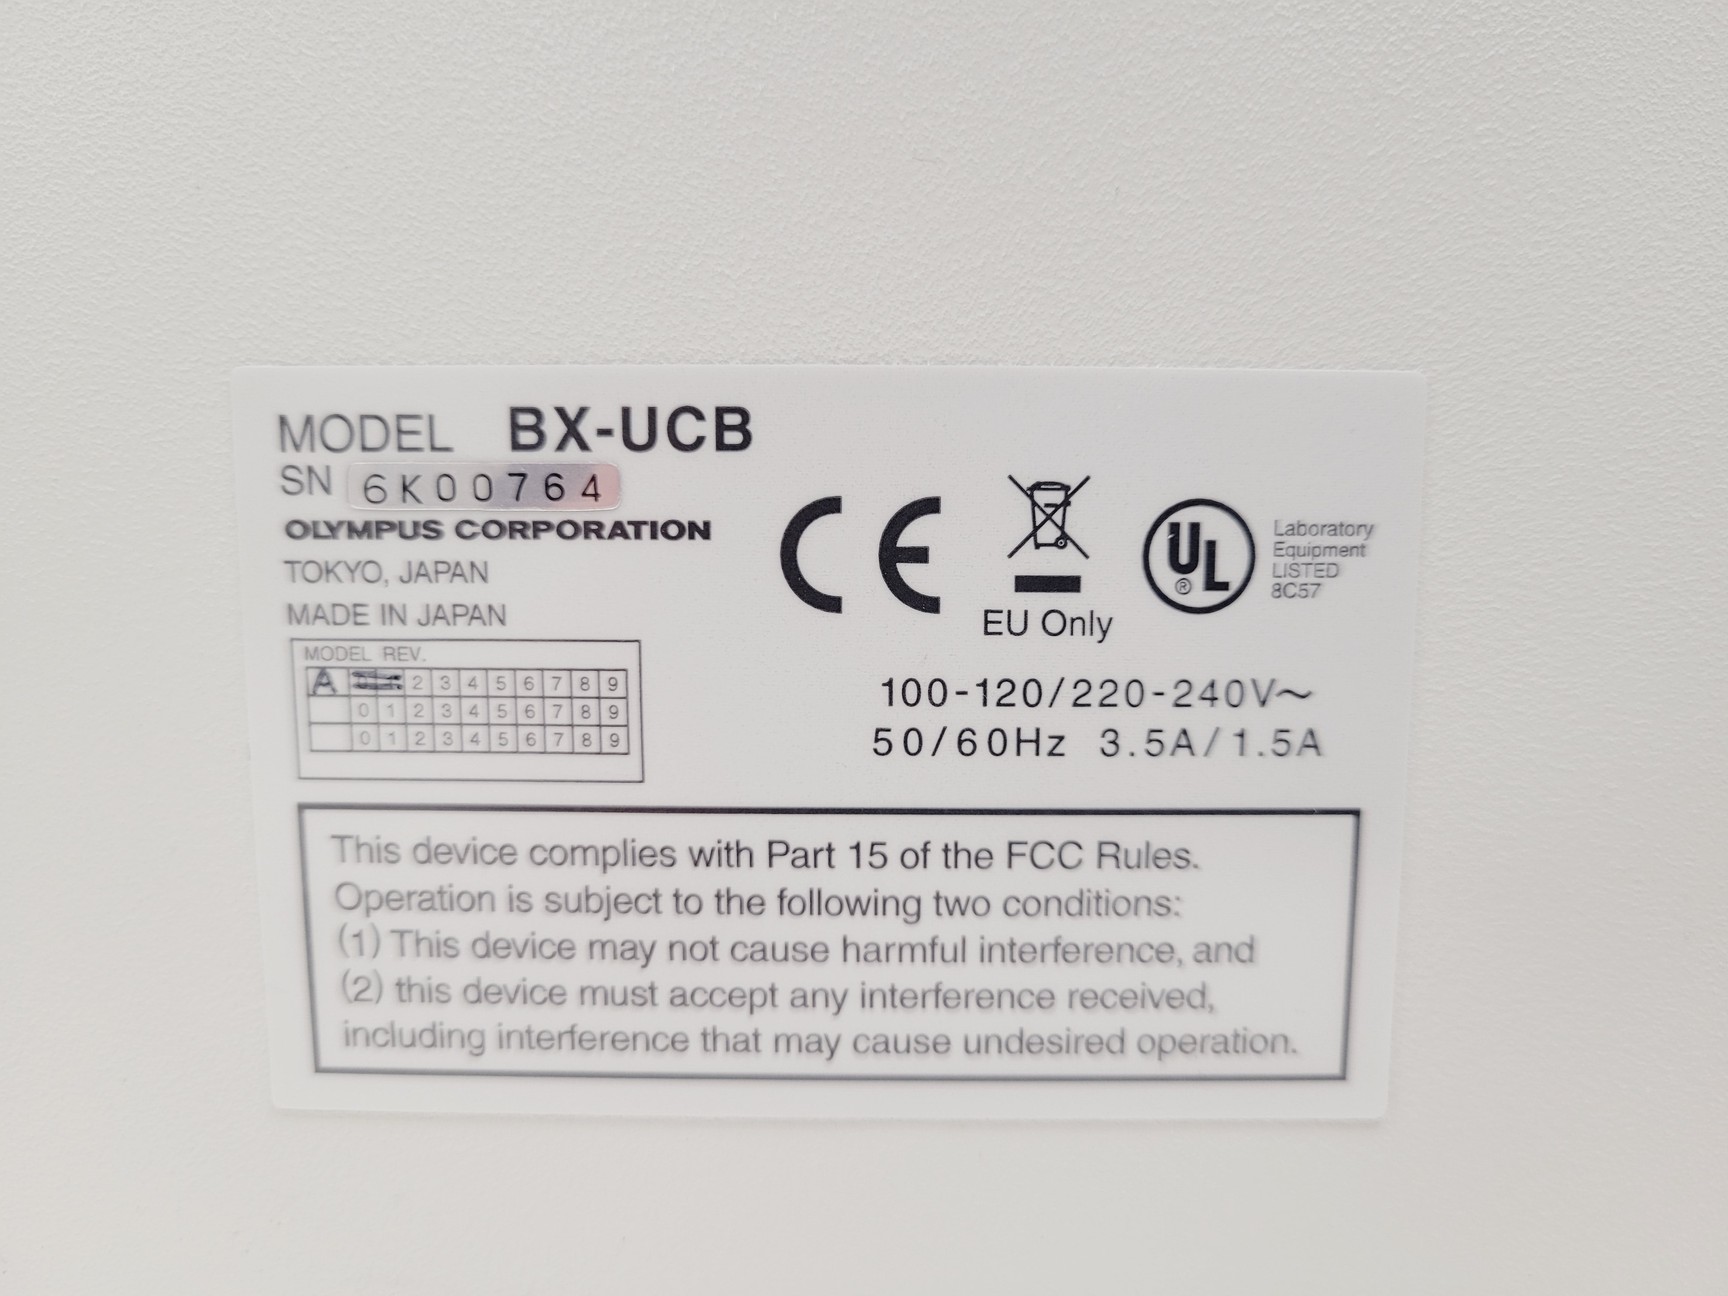 MODEL BX-UCB
SN 6K00764
OLYMPUS CORPORATION
TOKYO, JAPAN
MADE IN JAPAN
CE
EU Only
UL ®
Laboratory
Equipment
LISTED
8C57
MODEL REV.
A 2 3 4 5 6 7 8 9
0 1 2 3 4 5 6 7 8 9
0 1 2 3 4 5 6 7 8 9
100-120/220-240V~
50/60Hz 3.5A/1.5A
This device complies with Part 15 of the FCC Rules.
Operation is subject to the following two conditions:
(1) This device may not cause harmful interference, and
(2) this device must accept any interference received,
including interference that may cause undesired operation.